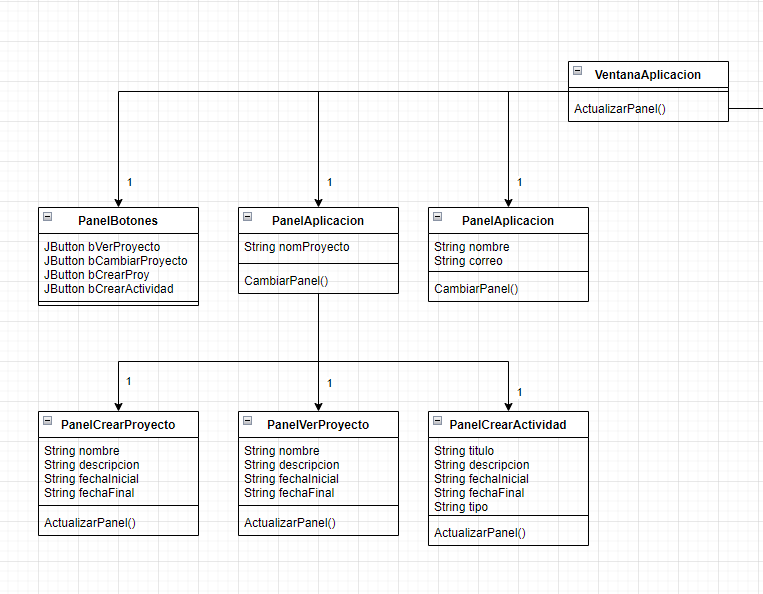 VentanaAplicacion
ActualizarPanel()
1
1
1
PanelBotones
JButton bVerProyecto
JButton bCambiarProyecto
JButton bCrearProy
JButton bCrearActividad
PanelAplicacion
String nomProyecto
CambiarPanel()
PanelAplicacion
String nombre
String correo
CambiarPanel()
1
1
1
PanelCrearProyecto
String nombre
String descripcion
String fechaInicial
String fechaFinal
ActualizarPanel()
PanelVerProyecto
String nombre
String descripcion
String fechaInicial
String fechaFinal
ActualizarPanel()
PanelCrearActividad
String titulo
String descripcion
String fechaInicial
String fechaFinal
String tipo
ActualizarPanel()